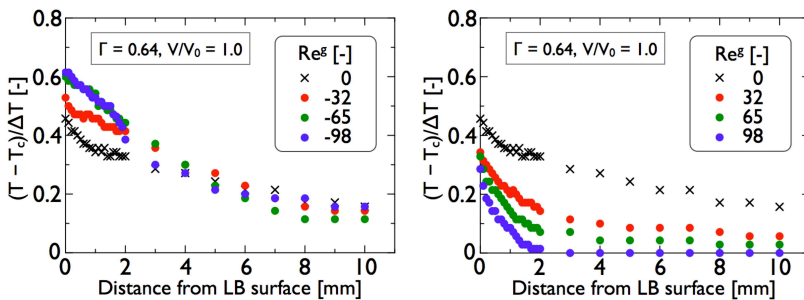 Γ = 0.64, V/V₀ = 1.0
Reᵍ [-]
0
-32
-65
-98
(T − T_c)/ΔT [-]
0.8
0.6
0.4
0.2
0
0 2 4 6 8 10
Distance from LB surface [mm]
Γ = 0.64, V/V₀ = 1.0
Reᵍ [-]
0
32
65
98
(T − T_c)/ΔT [-]
0.8
0.6
0.4
0.2
0
0 2 4 6 8 10
Distance from LB surface [mm]